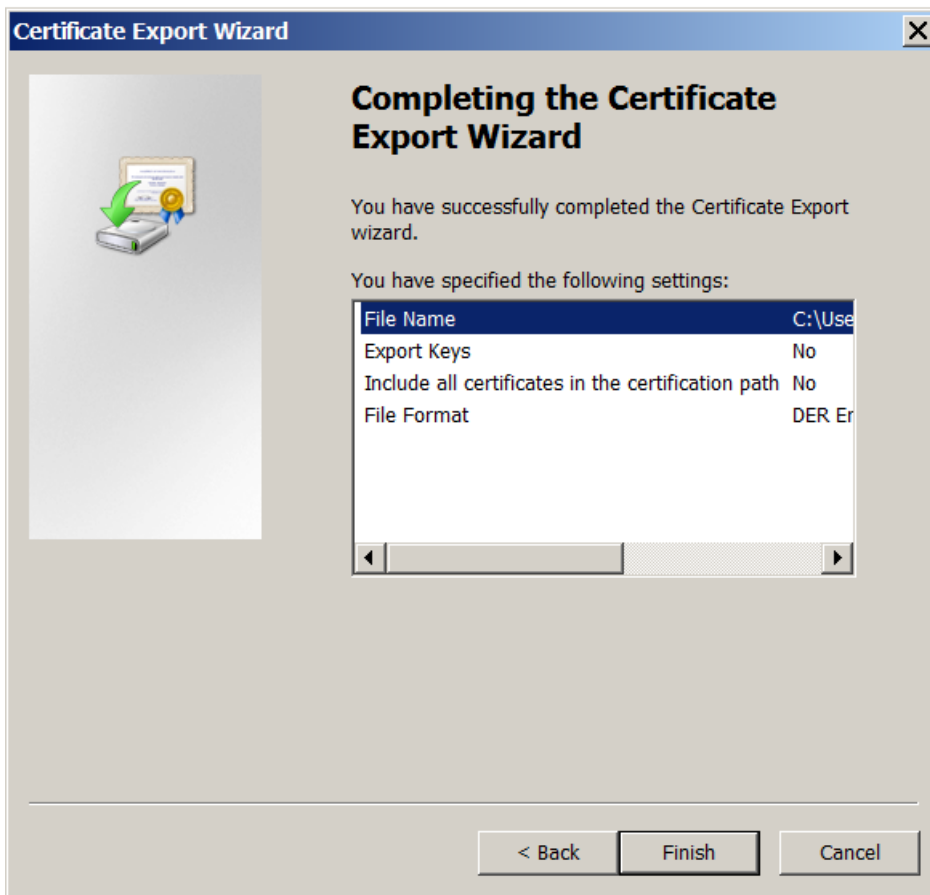 Certificate Export Wizard
Completing the Certificate
Export Wizard
You have successfully completed the Certificate Export
wizard.
You have specified the following settings:
File Name C:\Use
Export Keys No
Include all certificates in the certification path No
File Format DER Er
< Back Finish Cancel